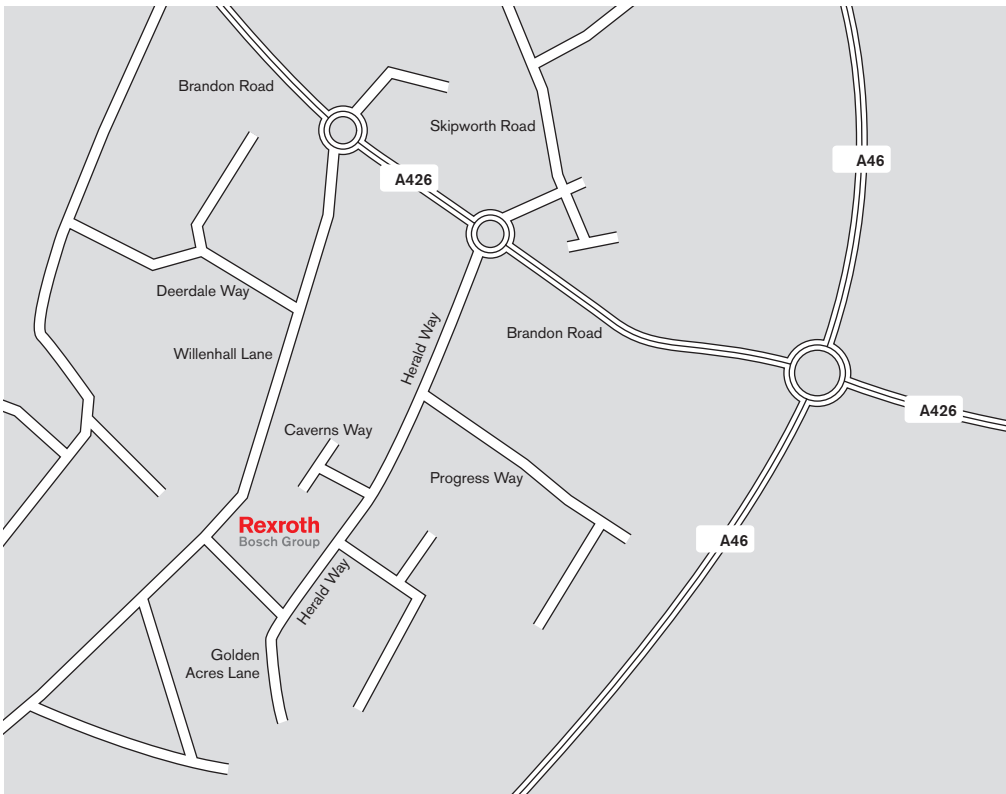 Brandon Road
Skipworth Road
A46
A426
Deerdale Way
Willenhall Lane
Herald Way
Brandon Road
A426
Caverns Way
Progress Way
Rexroth
Bosch Group
A46
Herald Way
Golden
Acres Lane